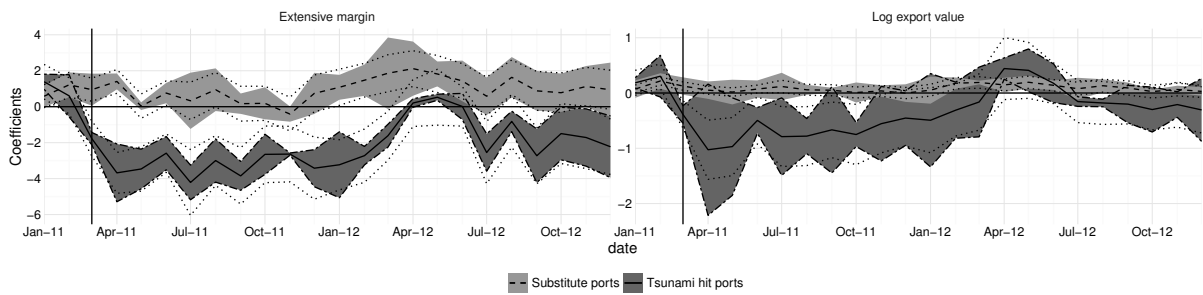 Extensive margin
Log export value
Coefficients
4
2
0
−2
−4
−6
1
0
−1
−2
Jan−11 Apr−11 Jul−11 Oct−11 Jan−12 Apr−12 Jul−12 Oct−12
Jan−11 Apr−11 Jul−11 Oct−11 Jan−12 Apr−12 Jul−12 Oct−12
date
Substitute ports Tsunami hit ports